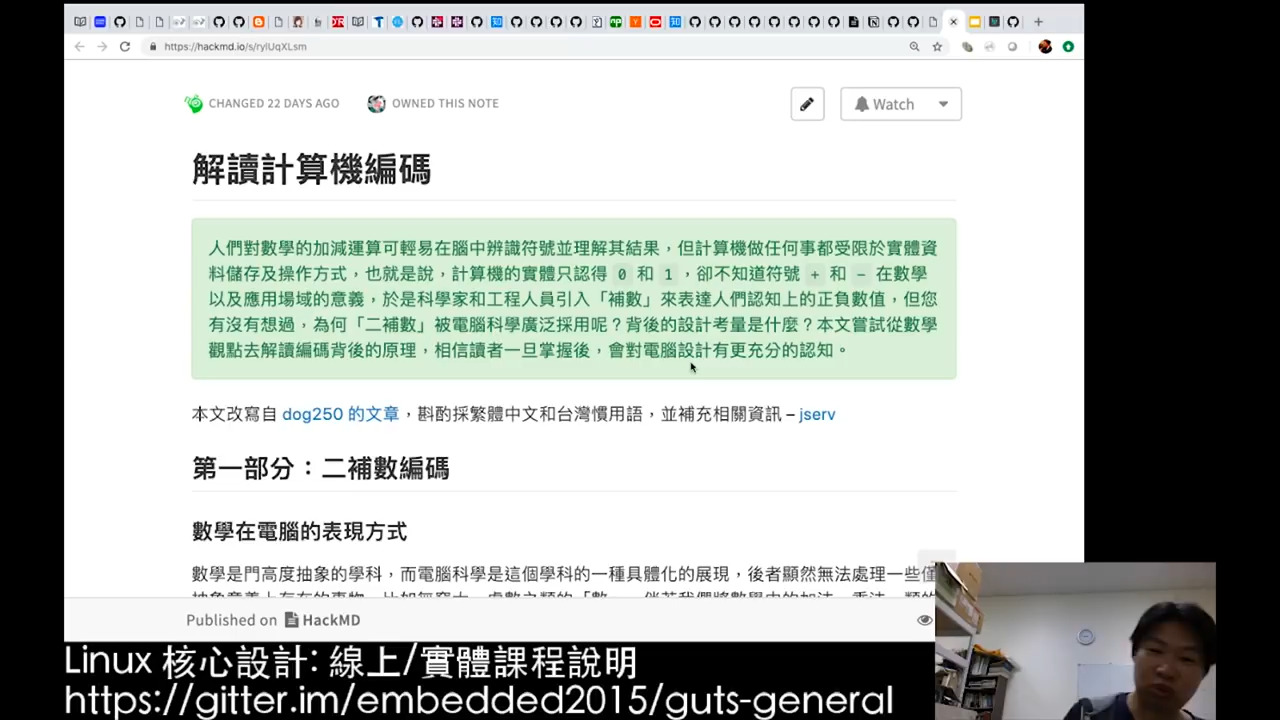 https://hackmd.io/s/rylUqXLsm
CHANGED 22 DAYS AGO
OWNED THIS NOTE
Watch
解讀計算機編碼
人們對數學的加減運算可輕易在腦中辨識符號並理解其結果，但計算機做任何事都受限於實體資
料儲存及操作方式，也就是說，計算機的實體只認得 0 和 1 ，卻不知道符號 + 和 - 在數學
以及應用場域的意義，於是科學家和工程人員引入「補數」來表達人們認知上的正負數值，但您
有沒有想過，為何「二補數」被電腦科學廣泛採用呢？背後的設計考量是什麼？本文嘗試從數學
觀點去解讀編碼背後的原理，相信讀者一旦掌握後，會對電腦設計有更充分的認知。
本文改寫自 dog250 的文章，斟酌採繁體中文和台灣慣用語，並補充相關資訊 – jserv
第一部分：二補數編碼
數學在電腦的表現方式
數學是門高度抽象的學科，而電腦科學是這個學科的一種具體化的展現，後者顯然無法處理一些僅
Published on HackMD
Linux 核心設計: 線上/實體課程說明
https://gitter.im/embedded2015/guts-general